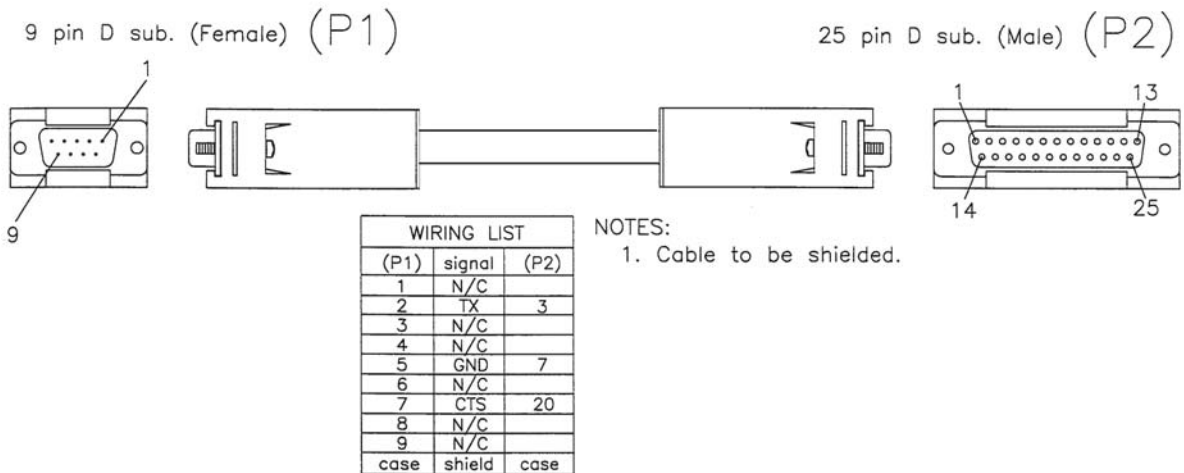 9 pin D sub. (Female) (P1)
25 pin D sub. (Male) (P2)
1
9
1
13
14
25
WIRING LIST
(P1) signal (P2)
1 N/C
2 TX 3
3 N/C
4 N/C
5 GND 7
6 N/C
7 CTS 20
8 N/C
9 N/C
case shield case
NOTES:
1. Cable to be shielded.